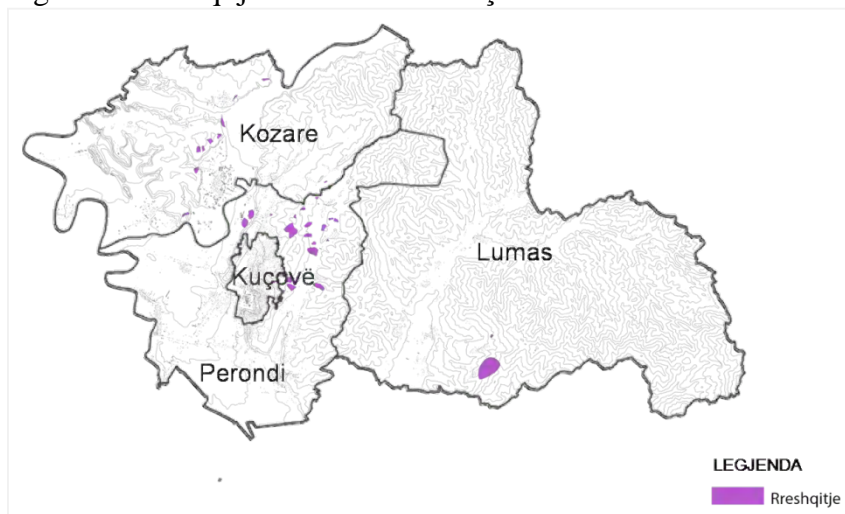 Kozare
Lumas
Kuçovë
Perondi
LEGJENDA
Rreshqitje